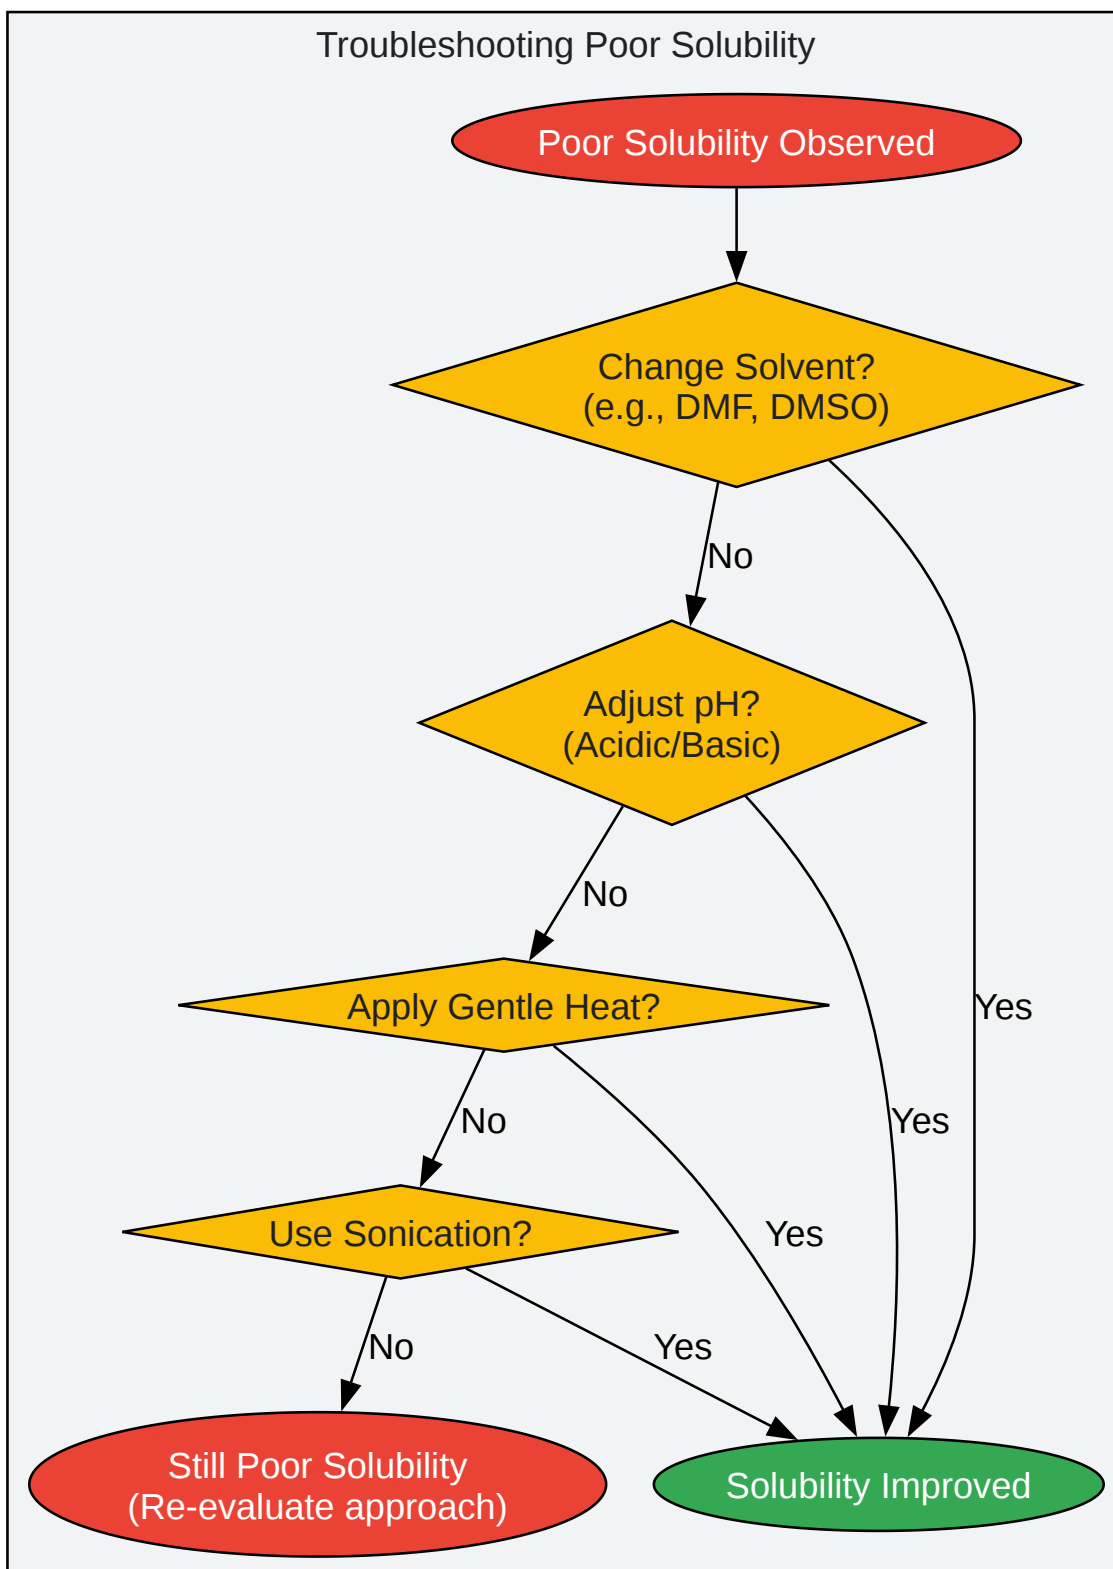 Troubleshooting Poor Solubility
Poor Solubility Observed
Change Solvent?
(e.g., DMF, DMSO)
No
Adjust pH?
(Acidic/Basic)
No
Apply Gentle Heat?
Yes
No
Yes
Use Sonication?
Yes
No
Yes
Still Poor Solubility
(Re-evaluate approach)
Solubility Improved